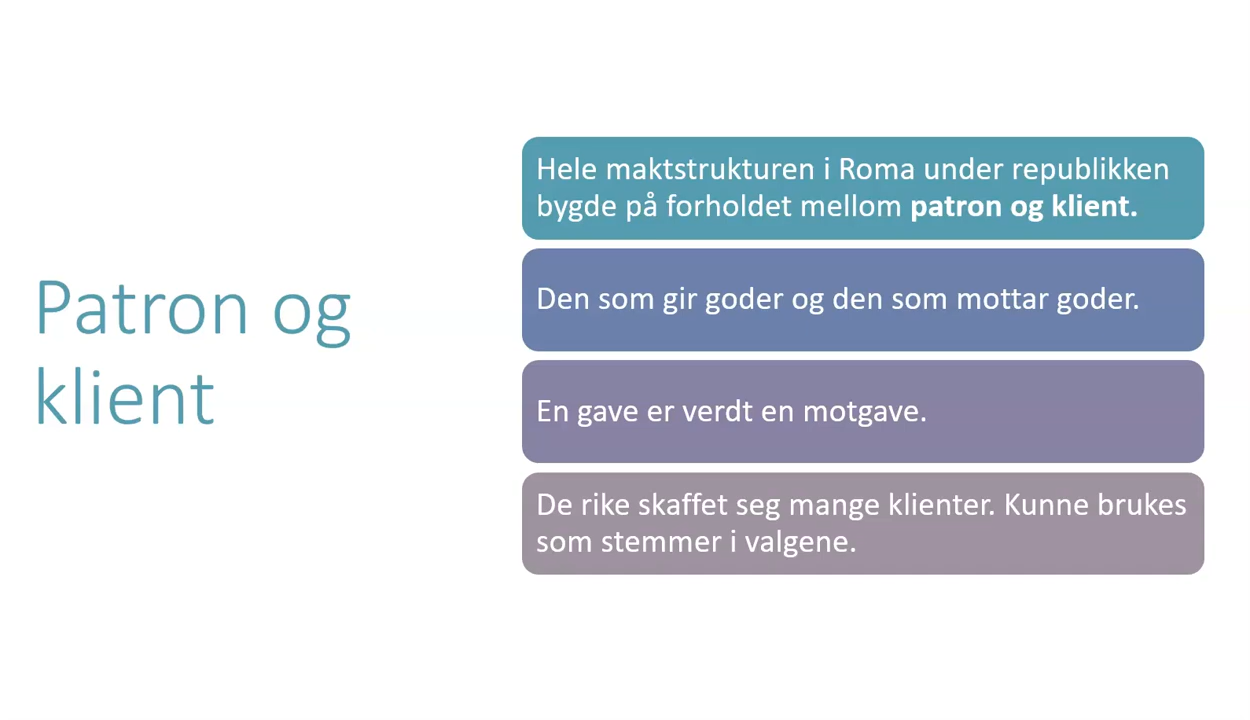 Patron og
klient
Hele maktstrukturen i Roma under republikken
bygde på forholdet mellom patron og klient.
Den som gir goder og den som mottar goder.
En gave er verdt en motgave.
De rike skaffet seg mange klienter. Kunne brukes
som stemmer i valgene.